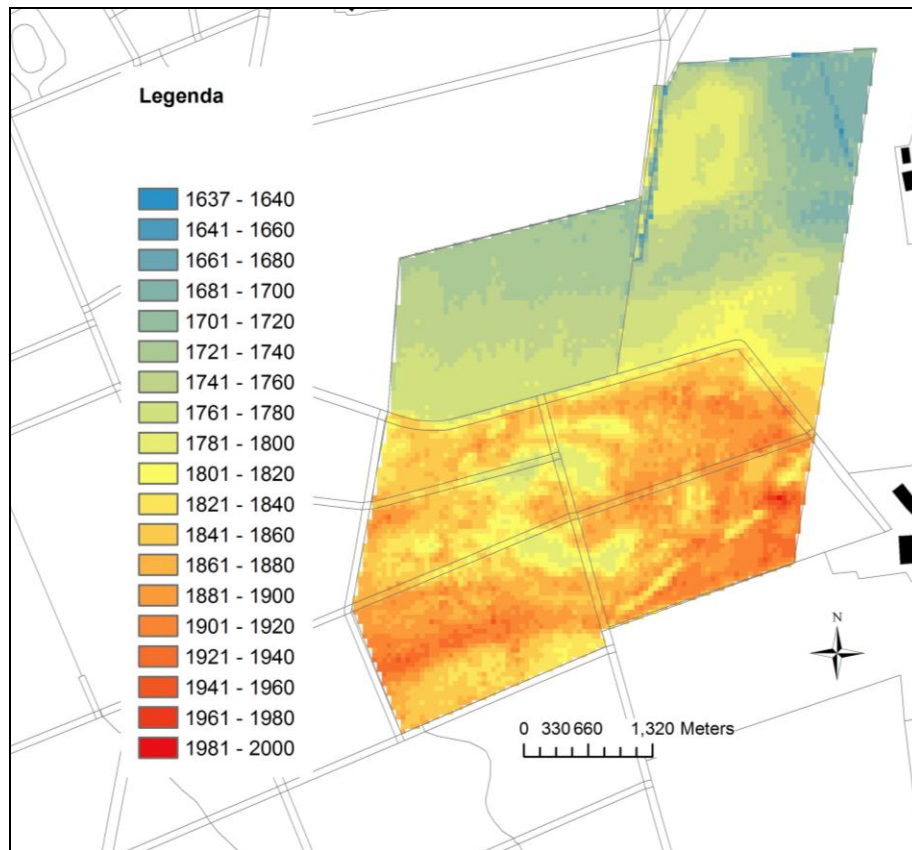 Legenda
1637 - 1640
1641 - 1660
1661 - 1680
1681 - 1700
1701 - 1720
1721 - 1740
1741 - 1760
1761 - 1780
1781 - 1800
1801 - 1820
1821 - 1840
1841 - 1860
1861 - 1880
1881 - 1900
1901 - 1920
1921 - 1940
1941 - 1960
1961 - 1980
1981 - 2000
N
0 330 660 1,320 Meters